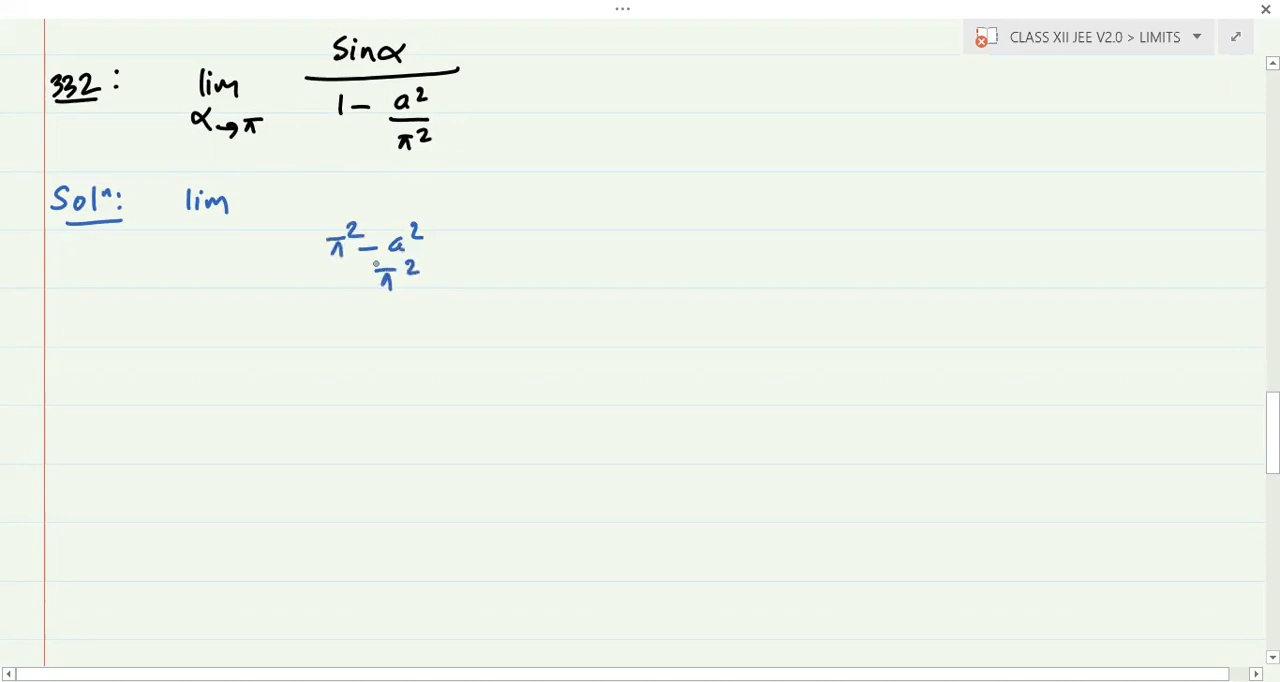 CLASS XII JEE V2.0 > LIMITS
332 : lim α→π Sinα / 1 - a²/π²
Solⁿ: lim
π² - a²
π²